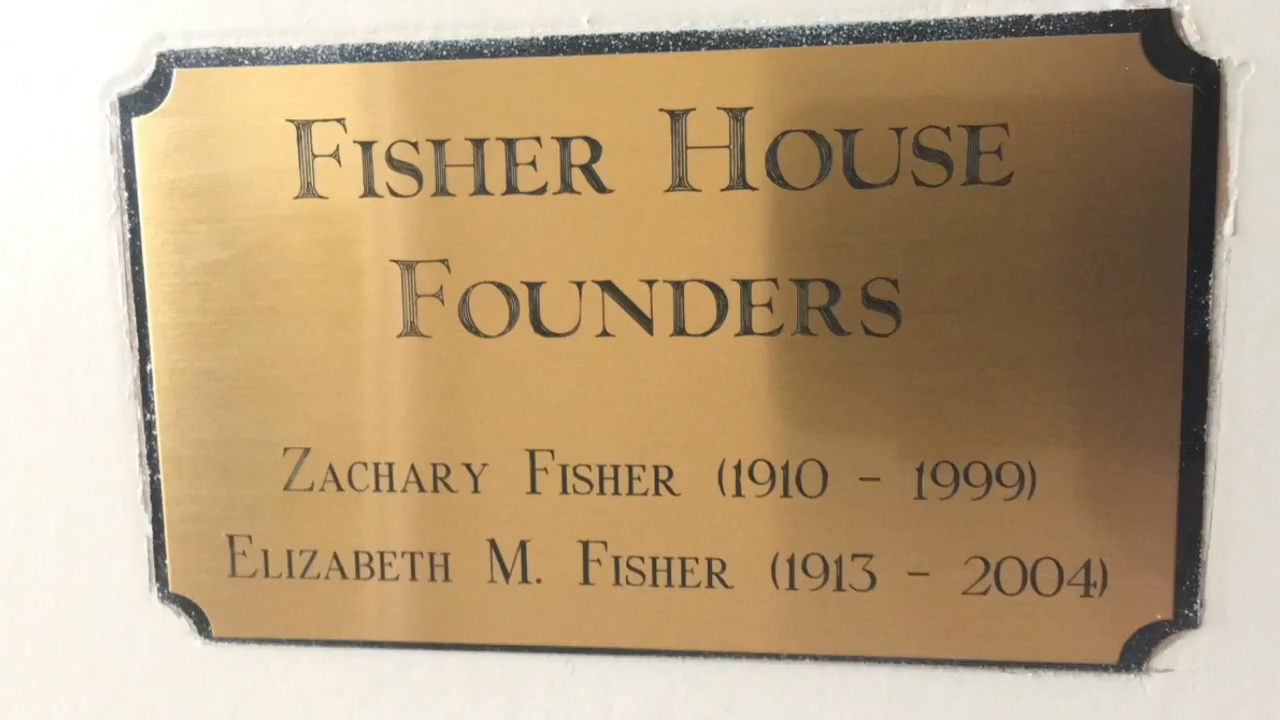 Fisher House
Founders
Zachary Fisher (1910 - 1999)
Elizabeth M. Fisher (1913 - 2004)